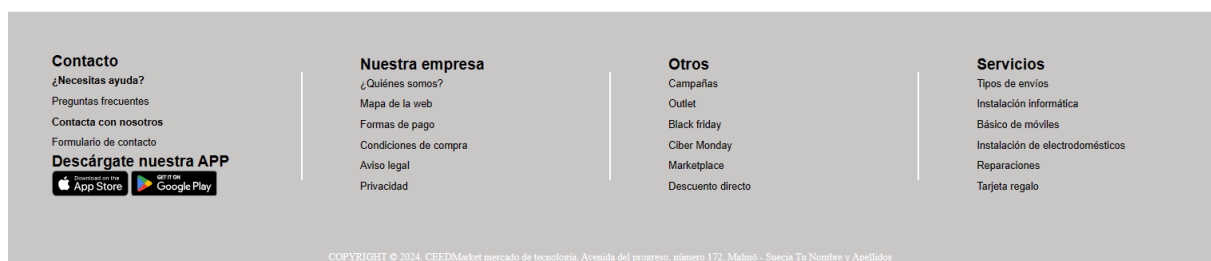 Contacto
¿Necesitas ayuda?
Preguntas frecuentes
Contacta con nosotros
Formulario de contacto
Descárgate nuestra APP
Download on the
App Store
GET IT ON
Google Play
Nuestra empresa
¿Quiénes somos?
Mapa de la web
Formas de pago
Condiciones de compra
Aviso legal
Privacidad
Otros
Campañas
Outlet
Black friday
Ciber Monday
Marketplace
Descuento directo
Servicios
Tipos de envíos
Instalación informática
Básico de móviles
Instalación de electrodomésticos
Reparaciones
Tarjeta regalo
COPYRIGHT © 2024. CEEDMarket mercado de tecnología. Avenida del progreso, número 172. Malmö - Suecia Tu Nombre y Apellidos